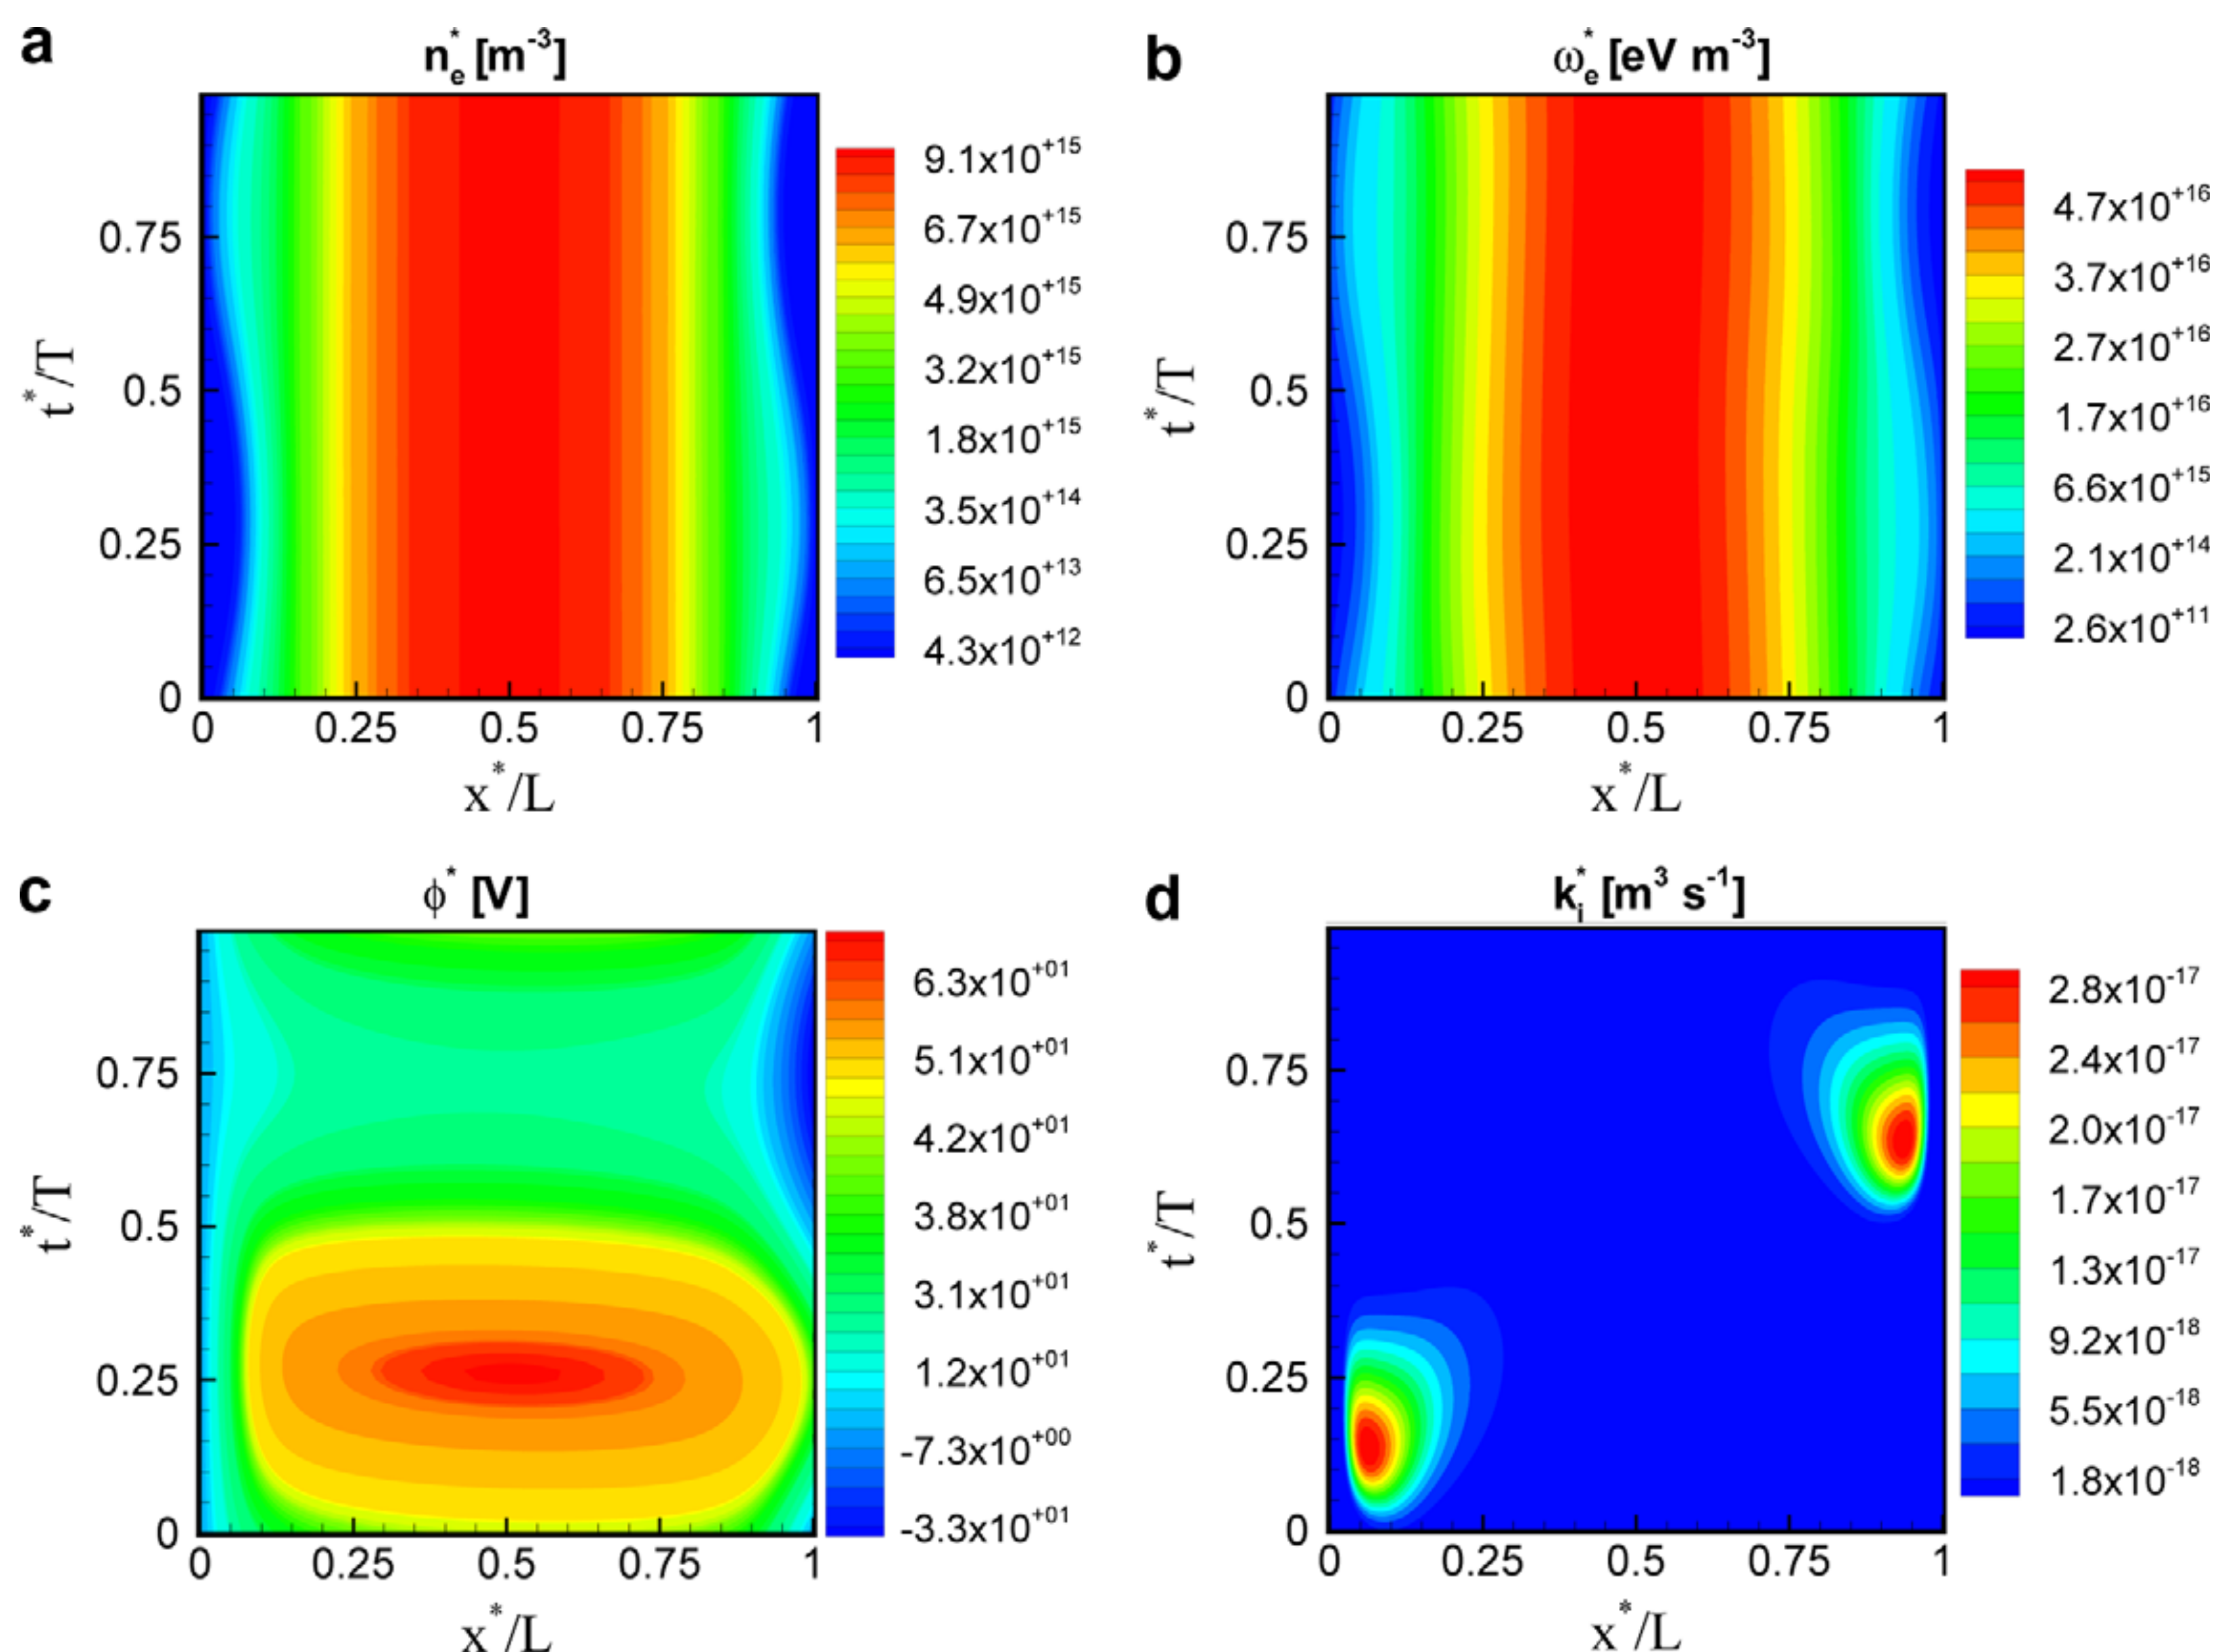 a
n*e [m-3]
9.1x10+15
6.7x10+15
4.9x10+15
3.2x10+15
1.8x10+15
3.5x10+14
6.5x10+13
4.3x10+12
0.75
0.5
0.25
0
t*/T
0 0.25 0.5 0.75 1
x*/L
b
ω*e [eV m-3]
4.7x10+16
3.7x10+16
2.7x10+16
1.7x10+16
6.6x10+15
2.1x10+14
2.6x10+11
0.75
0.5
0.25
0
t*/T
0 0.25 0.5 0.75 1
x*/L
c
ϕ* [V]
6.3x10+01
5.1x10+01
4.2x10+01
3.8x10+01
3.1x10+01
1.2x10+01
-7.3x10+00
-3.3x10+01
0.75
0.5
0.25
0
t*/T
0 0.25 0.5 0.75 1
x*/L
d
k*i [m3 s-1]
2.8x10-17
2.4x10-17
2.0x10-17
1.7x10-17
1.3x10-17
9.2x10-18
5.5x10-18
1.8x10-18
0.75
0.5
0.25
0
t*/T
0 0.25 0.5 0.75 1
x*/L